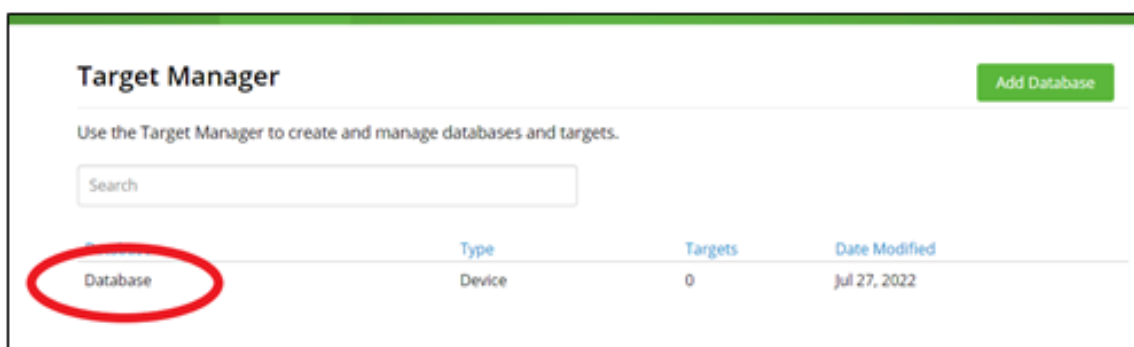 Target Manager
Add Database
Use the Target Manager to create and manage databases and targets.
Search
Type Targets Date Modified
Database Device 0 Jul 27, 2022